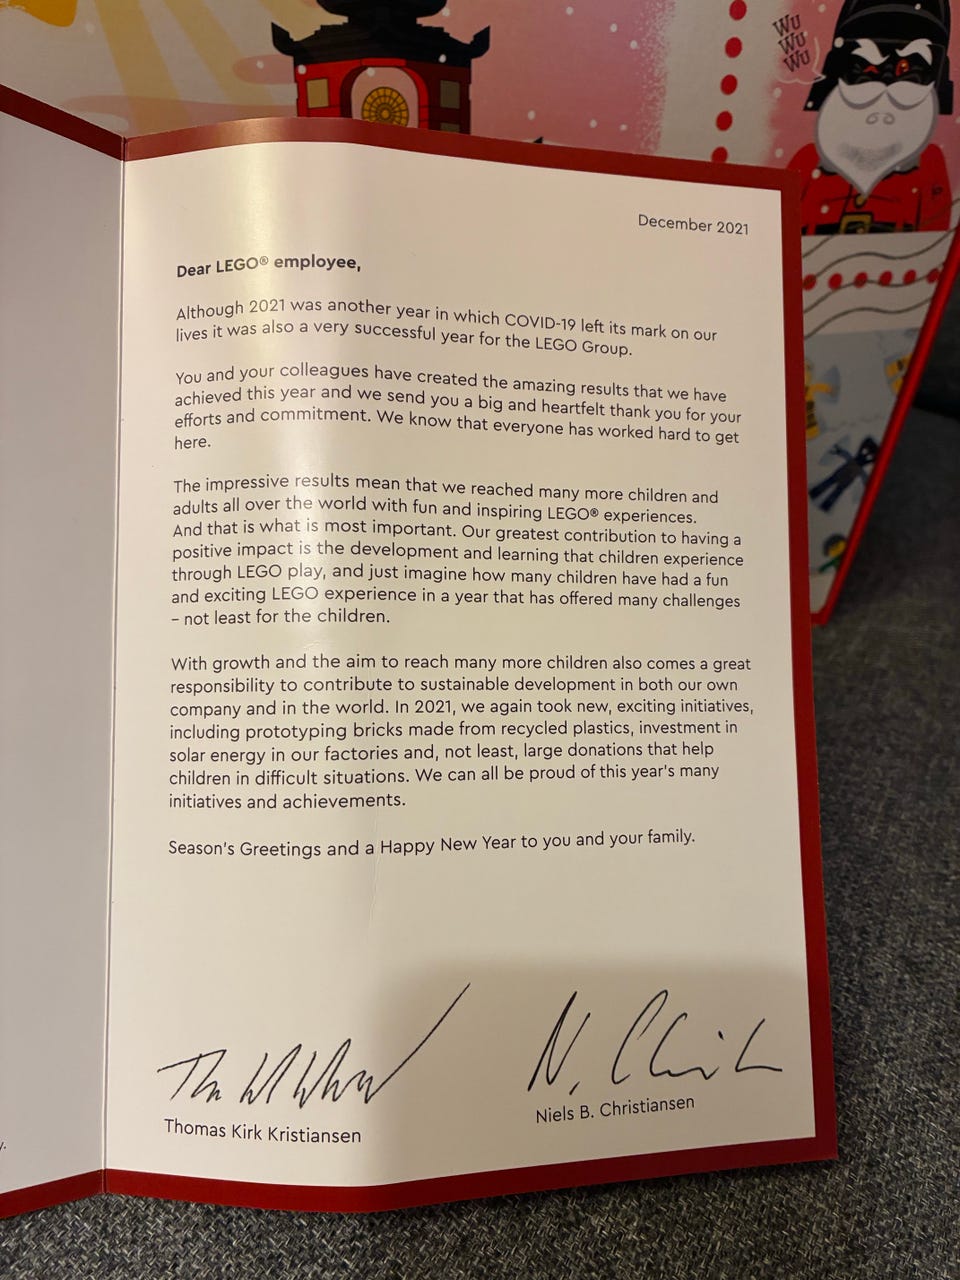 Wu
Wu
Wu
December 2021
Dear LEGO® employee,
Although 2021 was another year in which COVID-19 left its mark on our
lives it was also a very successful year for the LEGO Group.
You and your colleagues have created the amazing results that we have
achieved this year and we send you a big and heartfelt thank you for your
efforts and commitment. We know that everyone has worked hard to get
here.
The impressive results mean that we reached many more children and
adults all over the world with fun and inspiring LEGO® experiences.
And that is what is most important. Our greatest contribution to having a
positive impact is the development and learning that children experience
through LEGO play, and just imagine how many children have had a fun
and exciting LEGO experience in a year that has offered many challenges
– not least for the children.
With growth and the aim to reach many more children also comes a great
responsibility to contribute to sustainable development in both our own
company and in the world. In 2021, we again took new, exciting initiatives,
including prototyping bricks made from recycled plastics, investment in
solar energy in our factories and, not least, large donations that help
children in difficult situations. We can all be proud of this year's many
initiatives and achievements.
Season's Greetings and a Happy New Year to you and your family.
Thomas Kirk Kristiansen
Niels B. Christiansen